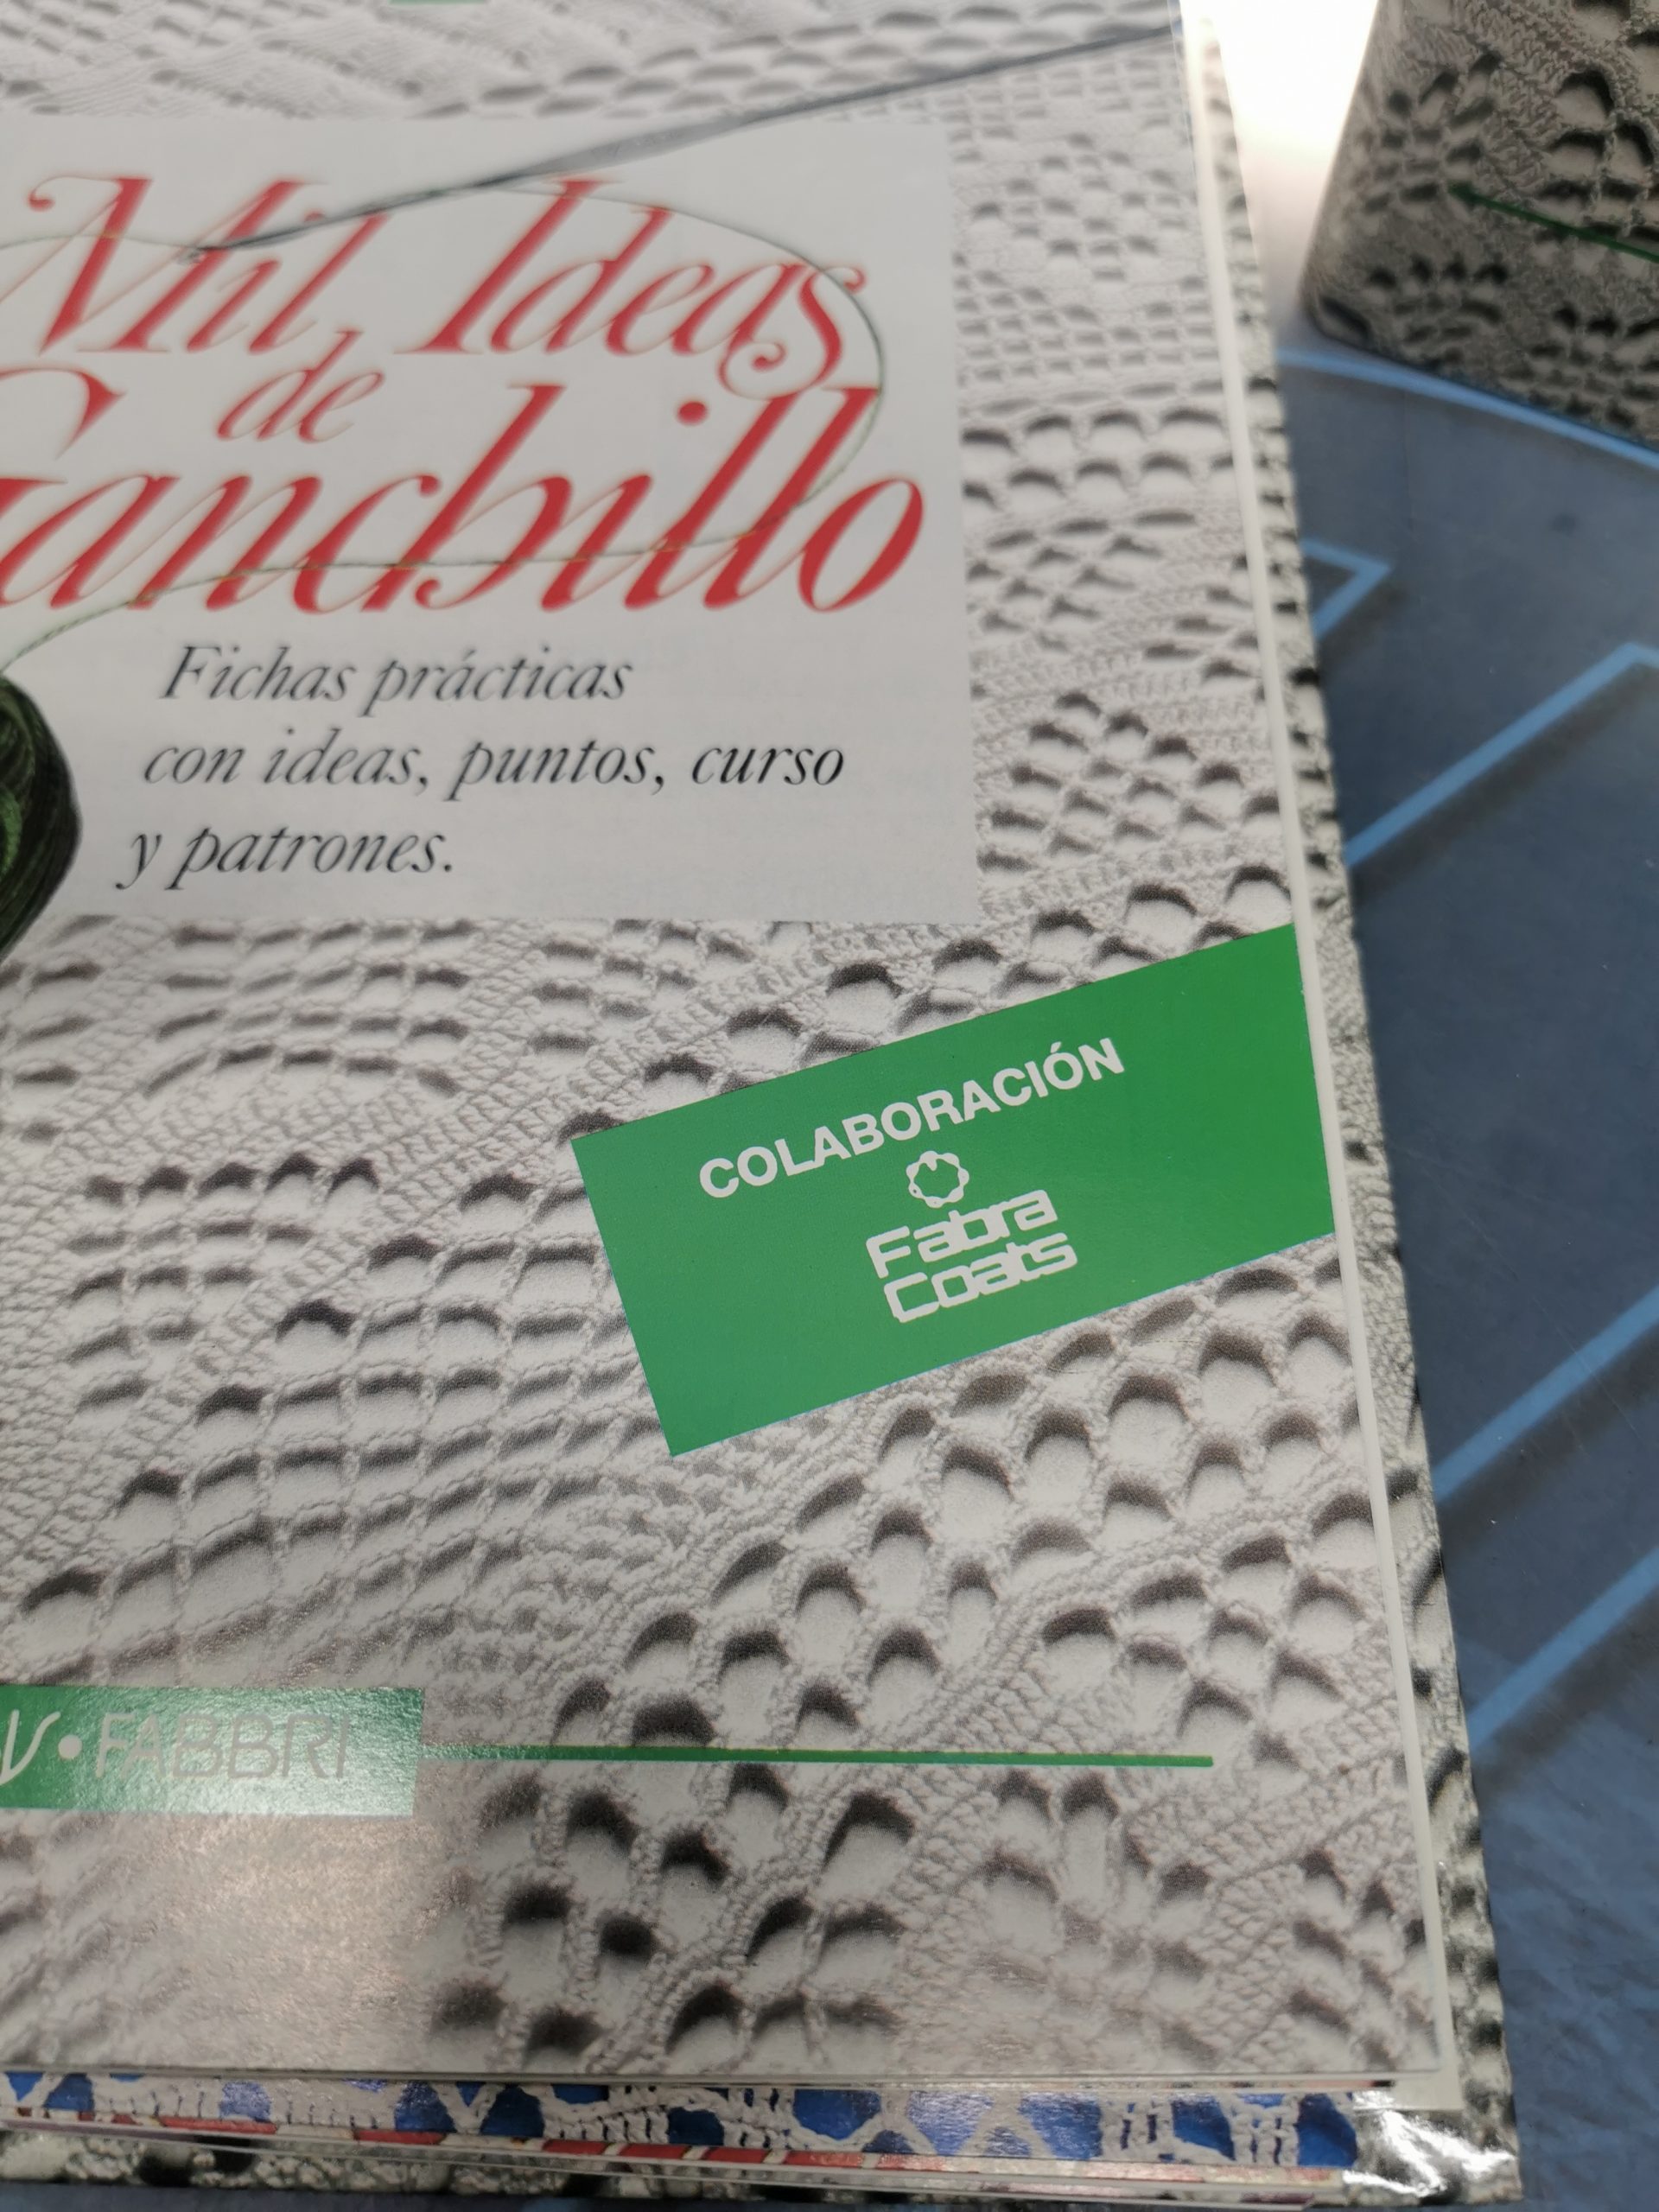 Mil Ideas
de
Ganchillo
Fichas prácticas
con ideas, puntos, curso
y patrones.
COLABORACIÓN
Fabra
Coats
• FABBRI